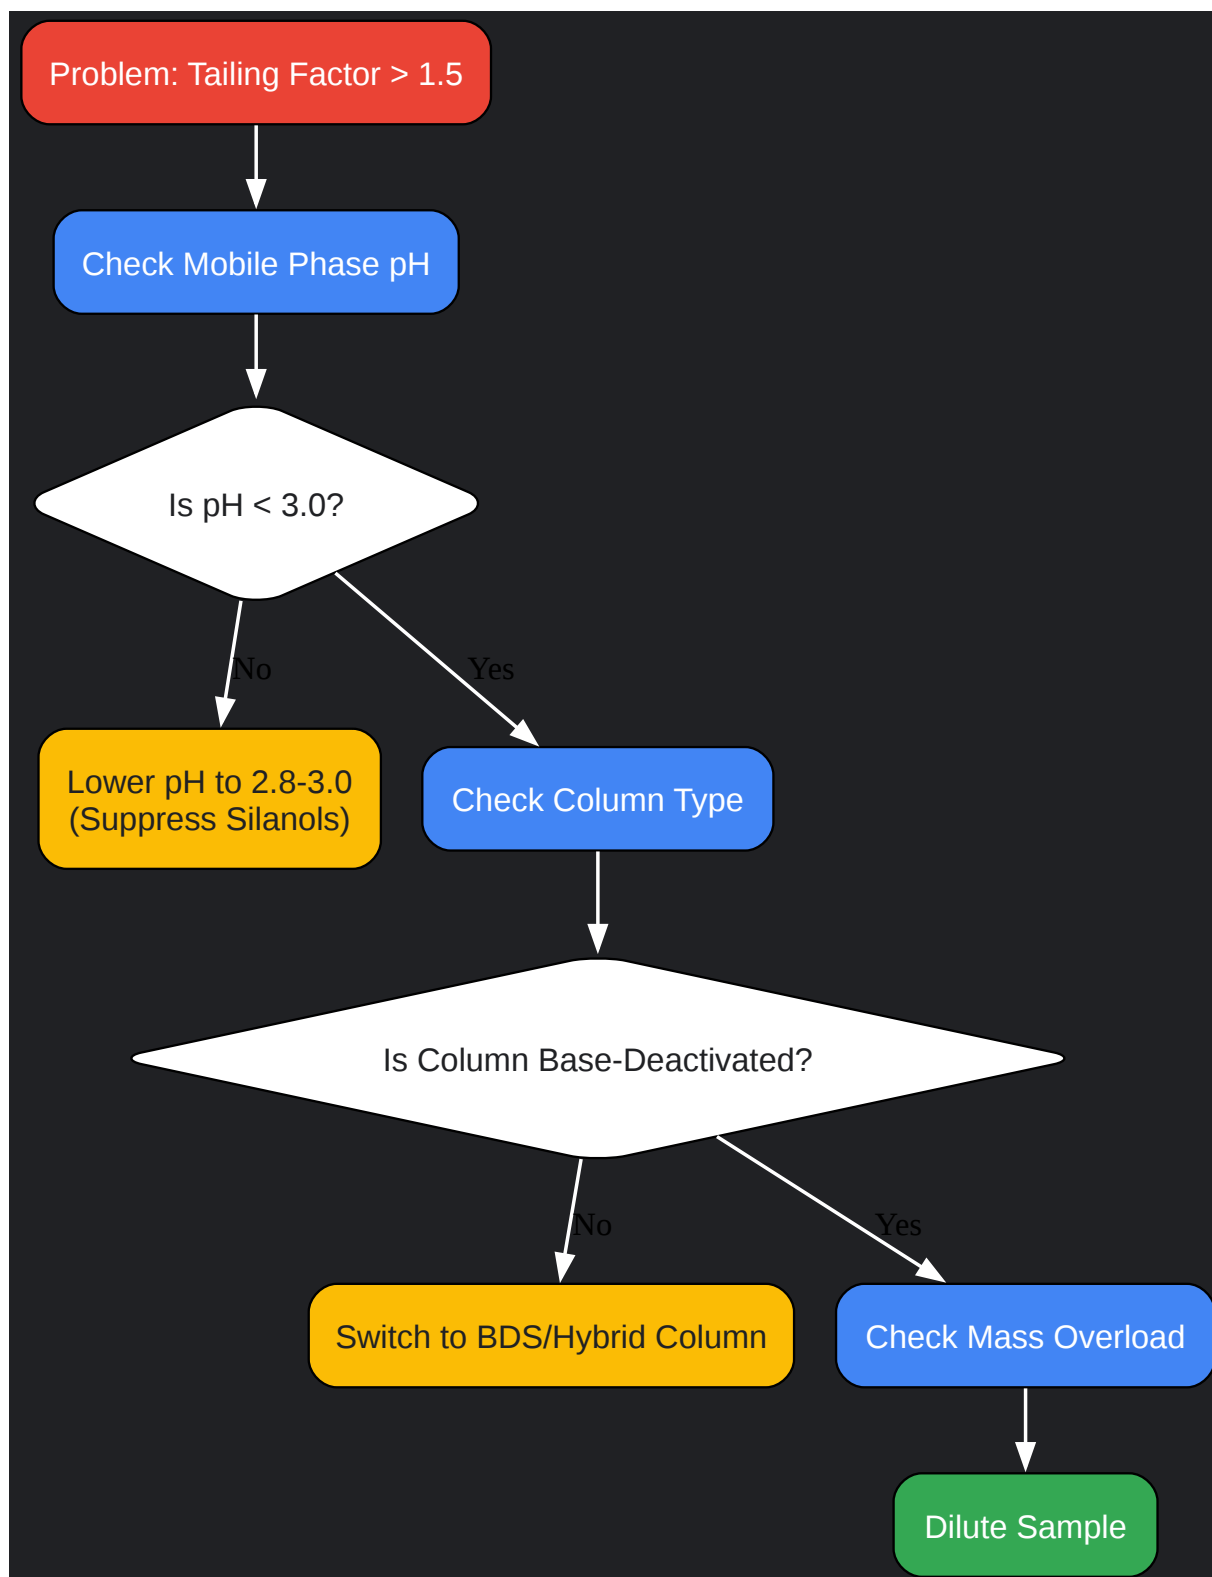 Problem: Tailing Factor > 1.5
Check Mobile Phase pH
Is pH < 3.0?
No
Yes
Lower pH to 2.8-3.0
(Suppress Silanols)
Check Column Type
Is Column Base-Deactivated?
No
Yes
Switch to BDS/Hybrid Column
Check Mass Overload
Dilute Sample